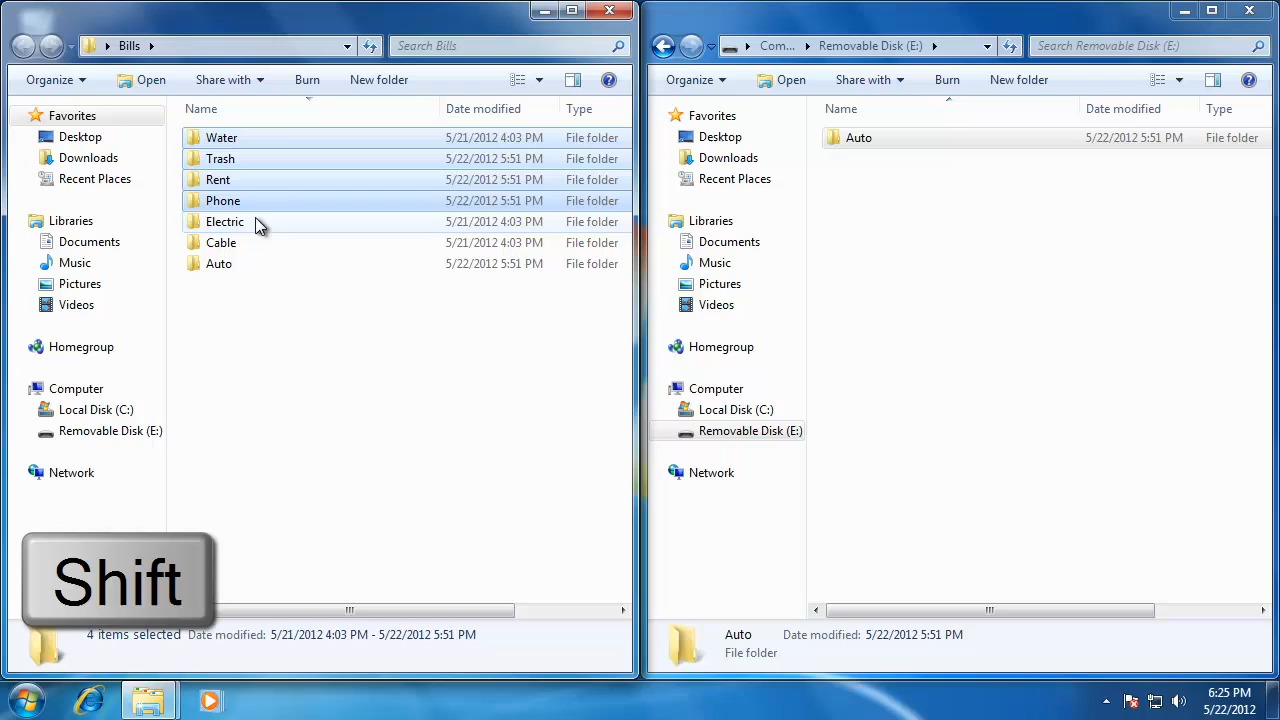 Bills
Search Bills
Organize Open Share with Burn New folder
Name Date modified Type
Favorites
Desktop
Downloads
Recent Places
Libraries
Documents
Music
Pictures
Videos
Homegroup
Computer
Local Disk (C:)
Removable Disk (E:)
Network
Water 5/21/2012 4:03 PM File folder
Trash 5/22/2012 5:51 PM File folder
Rent 5/22/2012 5:51 PM File folder
Phone 5/22/2012 5:51 PM File folder
Electric 5/21/2012 4:03 PM File folder
Cable 5/21/2012 4:03 PM File folder
Auto 5/22/2012 5:51 PM File folder
Shift
4 items selected Date modified: 5/21/2012 4:03 PM - 5/22/2012 5:51 PM
Com... Removable Disk (E:)
Search Removable Disk (E:)
Organize Open Share with Burn New folder
Name Date modified Type
Favorites
Desktop
Downloads
Recent Places
Libraries
Documents
Music
Pictures
Videos
Homegroup
Computer
Local Disk (C:)
Removable Disk (E:)
Network
Auto 5/22/2012 5:51 PM File folder
Auto Date modified: 5/22/2012 5:51 PM
File folder
6:25 PM
5/22/2012